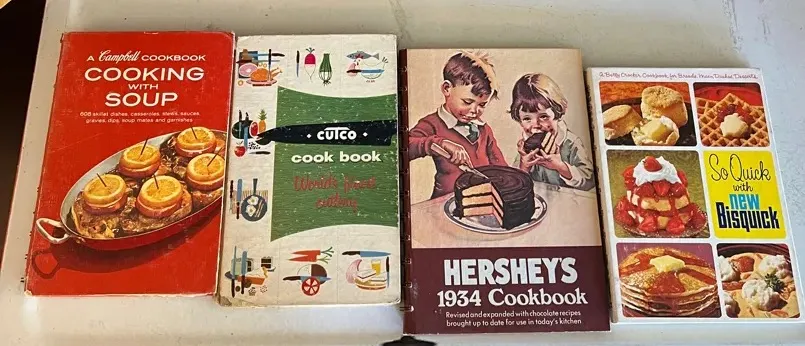 A Campbell COOKBOOK
COOKING
WITH
SOUP
608 skillet dishes, casseroles, stews, sauces,
gravies, dips, soup mates and garnishes
CUTCO
cook book
World's finest
cutlery
HERSHEY'S
1934 Cookbook
Revised and expanded with chocolate recipes
brought up to date for use in today's kitchen
A Betty Crocker Cookbook for Breads, Main Dishes, Desserts
So Quick
with
new
Bisquick